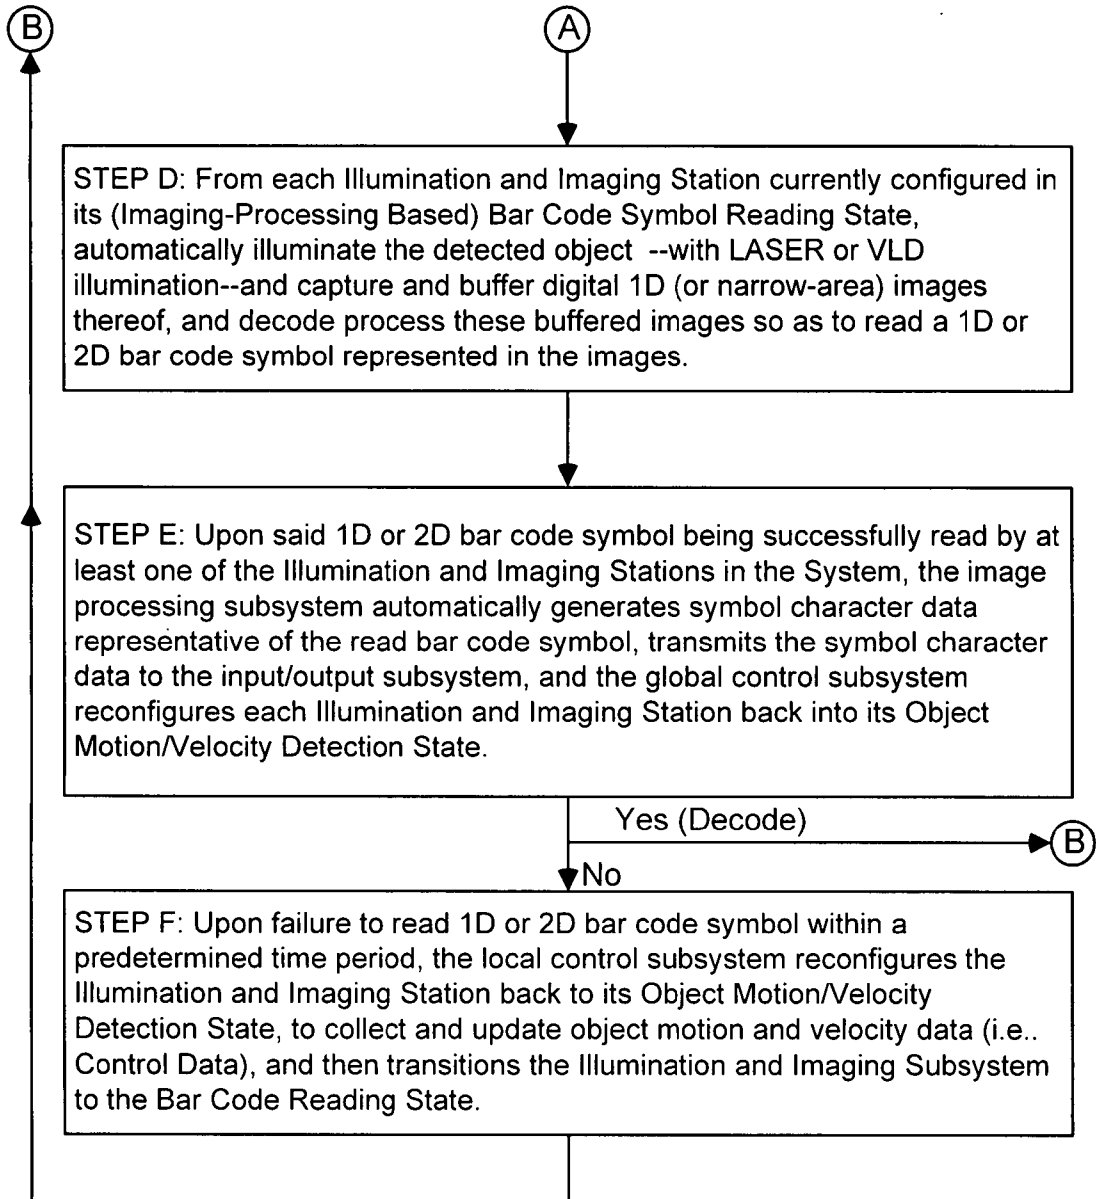 B
A
STEP D: From each Illumination and Imaging Station currently configured in
its (Imaging-Processing Based) Bar Code Symbol Reading State,
automatically illuminate the detected object --with LASER or VLD
illumination--and capture and buffer digital 1D (or narrow-area) images
thereof, and decode process these buffered images so as to read a 1D or
2D bar code symbol represented in the images.
STEP E: Upon said 1D or 2D bar code symbol being successfully read by at
least one of the Illumination and Imaging Stations in the System, the image
processing subsystem automatically generates symbol character data
representative of the read bar code symbol, transmits the symbol character
data to the input/output subsystem, and the global control subsystem
reconfigures each Illumination and Imaging Station back into its Object
Motion/Velocity Detection State.
Yes (Decode)
B
No
STEP F: Upon failure to read 1D or 2D bar code symbol within a
predetermined time period, the local control subsystem reconfigures the
Illumination and Imaging Station back to its Object Motion/Velocity
Detection State, to collect and update object motion and velocity data (i.e..
Control Data), and then transitions the Illumination and Imaging Subsystem
to the Bar Code Reading State.